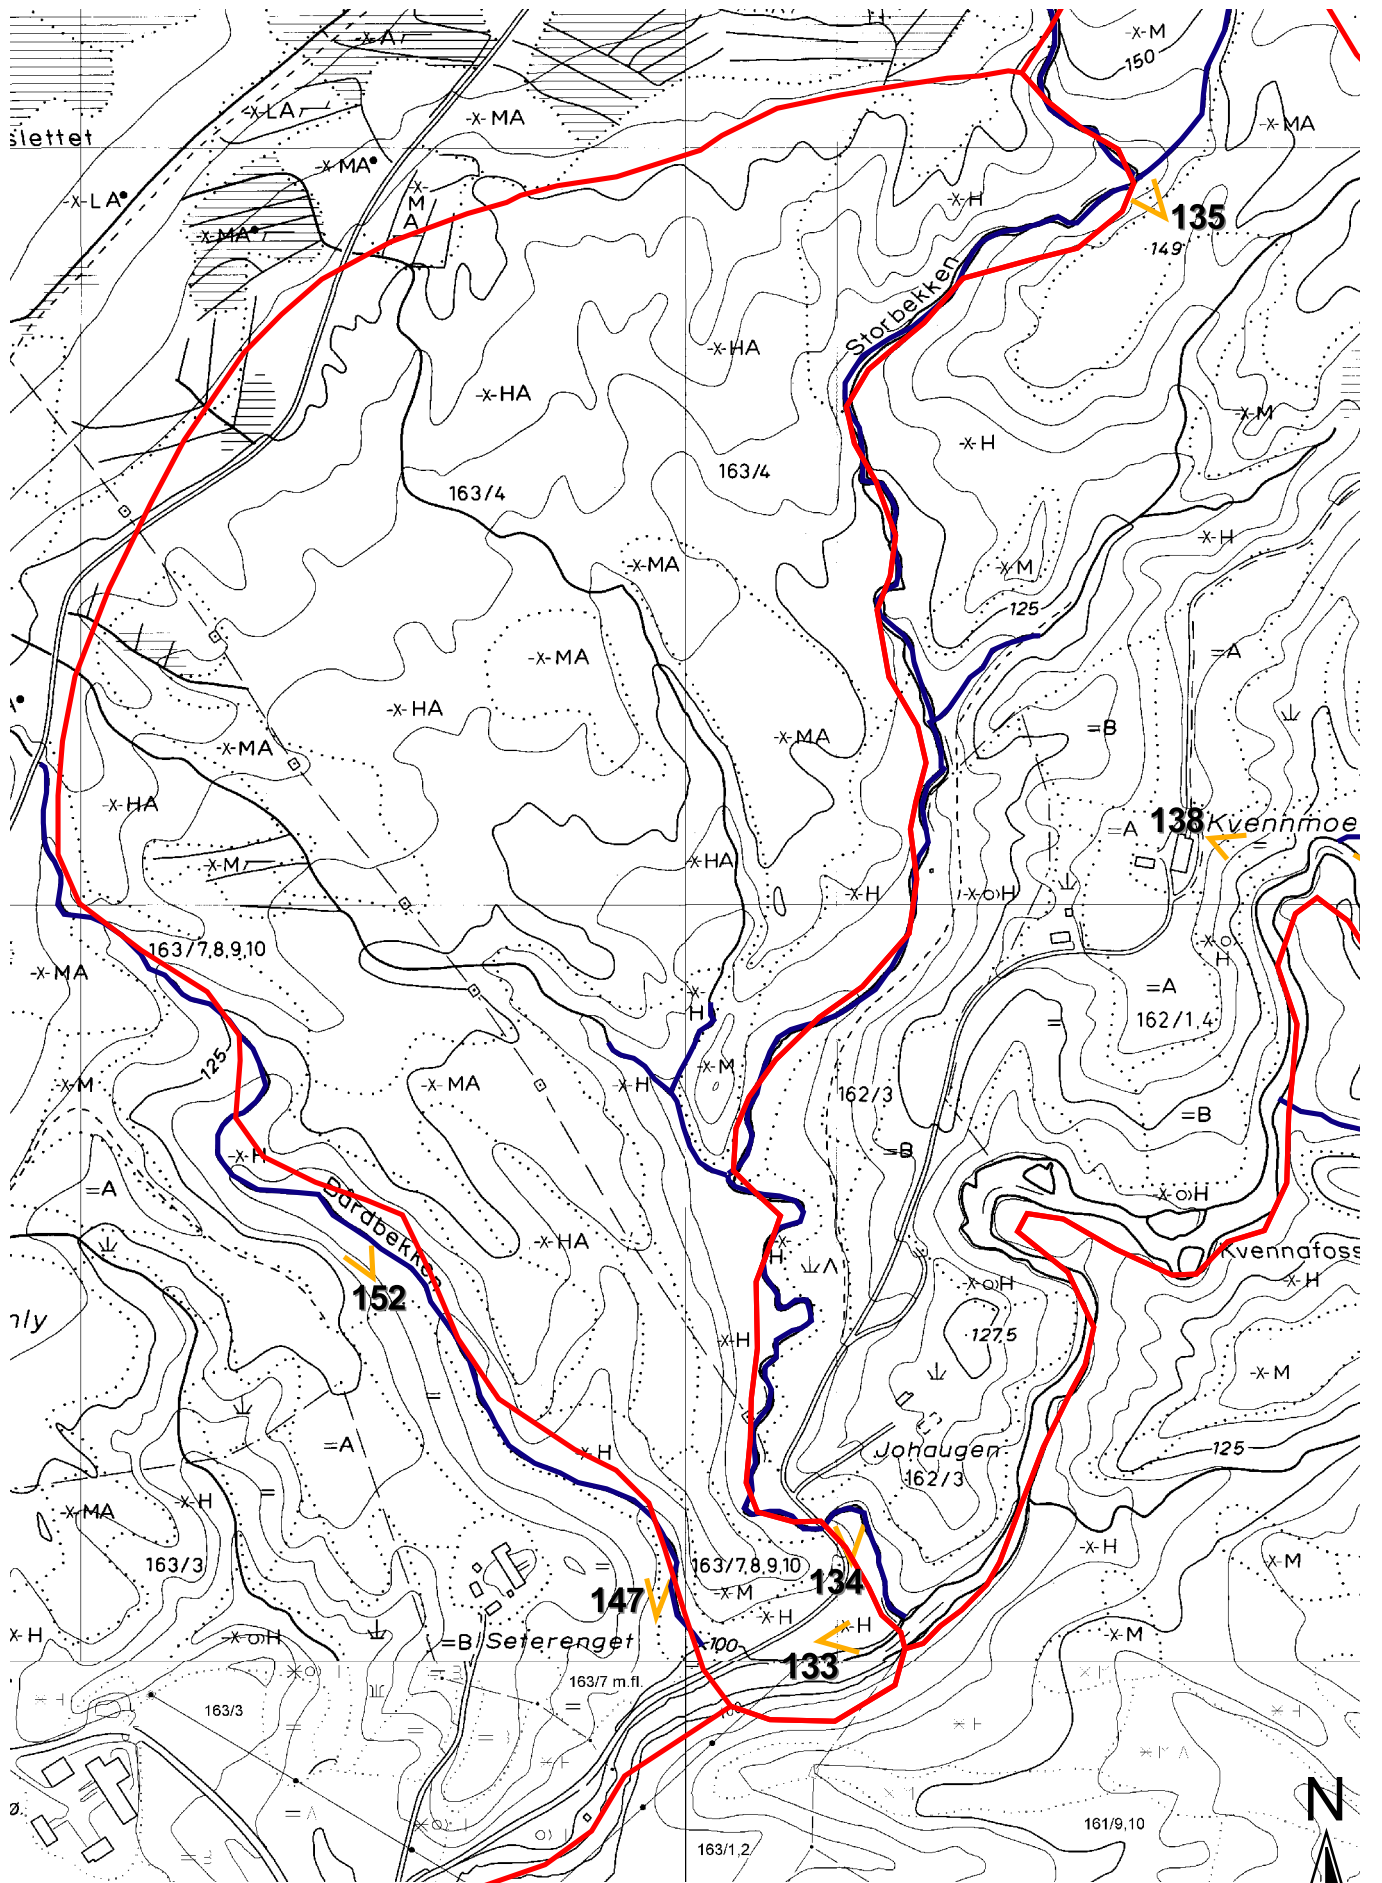 -X-A
-X-M
150
-X-LA
-X-MA
-X-MA
slettet
-X-MA
-X-LA
-X-
M
A
-X-H
135
-X-MA
149
Storbekken
-X-HA
-X-HA
-X-M
-X-H
163/4
163/4
-X-H
-X-MA
-X-M
125
-X-MA
=A
-X-HA
-X-MA
-X-MA
=B
-X-HA
138
Kvennmoe
=A
-X-HA
-X-M
-X-H
-X-O)H
163/7,8,9,10
-X-O)
H
-X-MA
=A
-X-
H
162/1,4
125
-X-M
-X-MA
-X-H
-X-M
162/3
=B
-X-H
=B
=A
Bårdbekken
-X-O)H
-X-HA
-X-
H
Kvennafoss
-X-H
-X-O)H
152
nly
127,5
-X-H
-X-M
=A
-X-H
Johaugen
125
162/3
-X-MA
-X-H
-X-H
163/3
163/7,8,9,10
-X-M
134
147
-X-M
-X-H
-X-H
-X-H
-X-O)H
=B
Seterenget
100
-X-M
133
163/7 m.fl.
163/3
161/9,10
163/1,2
N